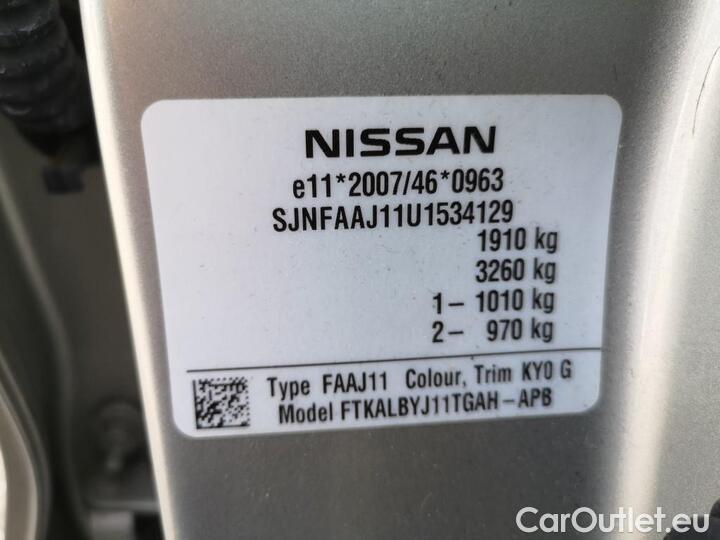 NISSAN
e11*2007/46*0963
SJNFAAJ11U1534129
1910 kg
3260 kg
1- 1010 kg
2- 970 kg
Type FAAJ11 Colour, Trim KY0 G
Model FTKALBYJ11TGAH-APB
CarOutlet.eu